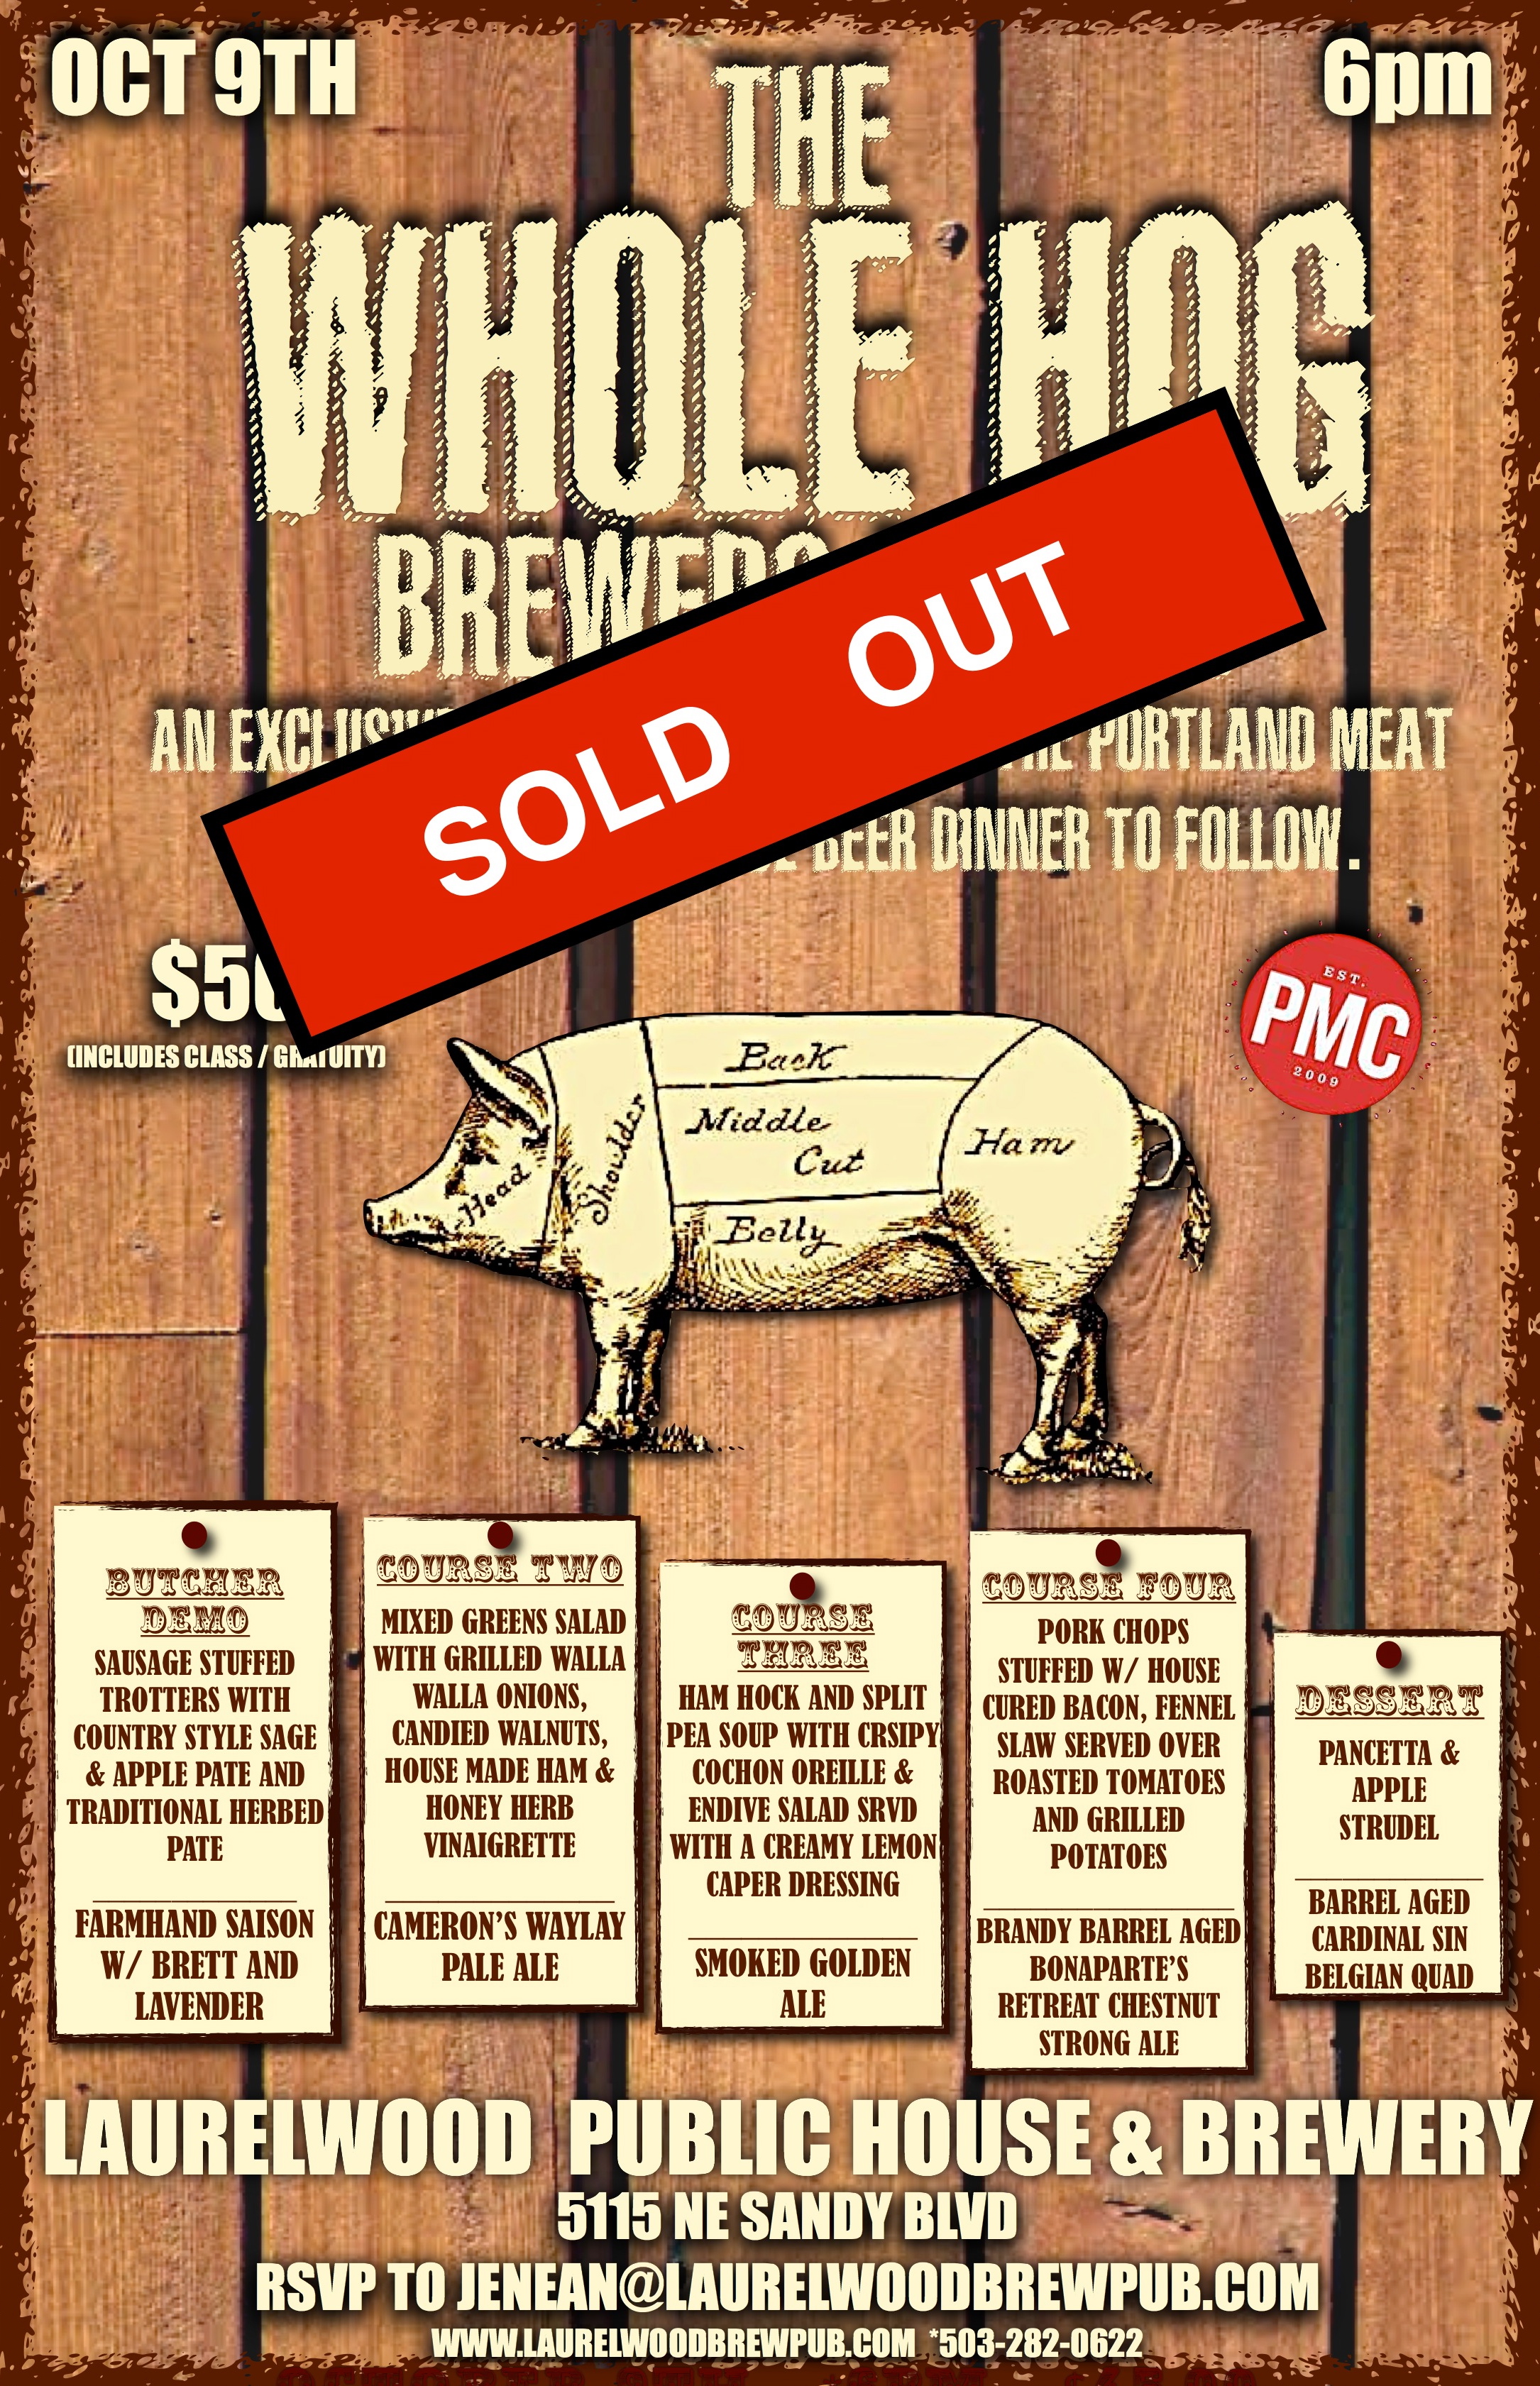 OCT 9TH
6pm
THE
WHOLE HOG
BREWERS
SOLD OUT
AN EXCLUSIVE
PORTLAND MEAT
BEER DINNER TO FOLLOW.
(INCLUDES CLASS / GRATUITY)
EST.
PMC
2009
Back
Middle
Cut
Ham
Shoulder
Head
Belly
BUTCHER
DEMO
SAUSAGE STUFFED
TROTTERS WITH
COUNTRY STYLE SAGE
& APPLE PATE AND
TRADITIONAL HERBED
PATE
FARMHAND SAISON
W/ BRETT AND
LAVENDER
COURSE TWO
MIXED GREENS SALAD
WITH GRILLED WALLA
WALLA ONIONS,
CANDIED WALNUTS,
HOUSE MADE HAM &
HONEY HERB
VINAIGRETTE
CAMERON'S WAYLAY
PALE ALE
COURSE
THREE
HAM HOCK AND SPLIT
PEA SOUP WITH CRSIPY
COCHON OREILLE &
ENDIVE SALAD SRVD
WITH A CREAMY LEMON
CAPER DRESSING
SMOKED GOLDEN
ALE
COURSE FOUR
PORK CHOPS
STUFFED W/ HOUSE
CURED BACON, FENNEL
SLAW SERVED OVER
ROASTED TOMATOES
AND GRILLED
POTATOES
BRANDY BARREL AGED
BONAPARTE'S
RETREAT CHESTNUT
STRONG ALE
DESSERT
PANCETTA &
APPLE
STRUDEL
BARREL AGED
CARDINAL SIN
BELGIAN QUAD
LAURELWOOD PUBLIC HOUSE & BREWERY
5115 NE SANDY BLVD
RSVP TO JENEAN@LAURELWOODBREWPUB.COM
WWW.LAURELWOODBREWPUB.COM *503-282-0622